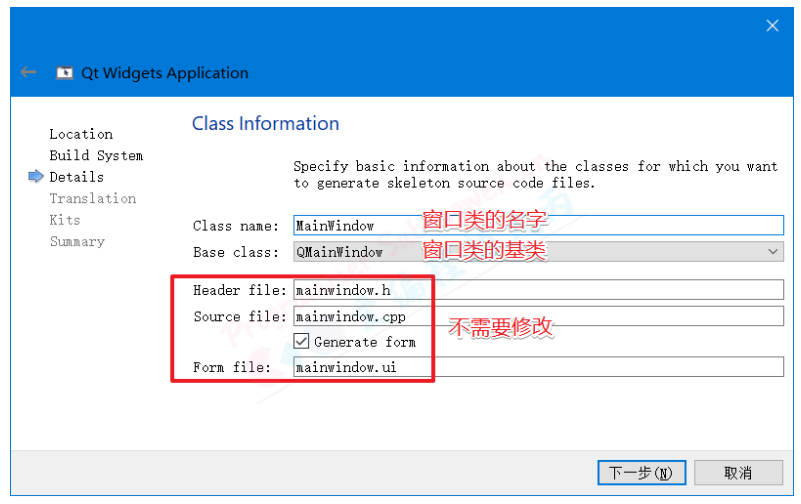 Qt Widgets Application
Class Information
Location
Build System
Details
Translation
Kits
Summary
Specify basic information about the classes for which you want
to generate skeleton source code files.
Class name: MainWindow 窗口类的名字
Base class: QMainWindow 窗口类的基类
Header file: mainwindow.h
Source file: mainwindow.cpp
不需要修改
Generate form
Form file: mainwindow.ui
下一步(N) 取消